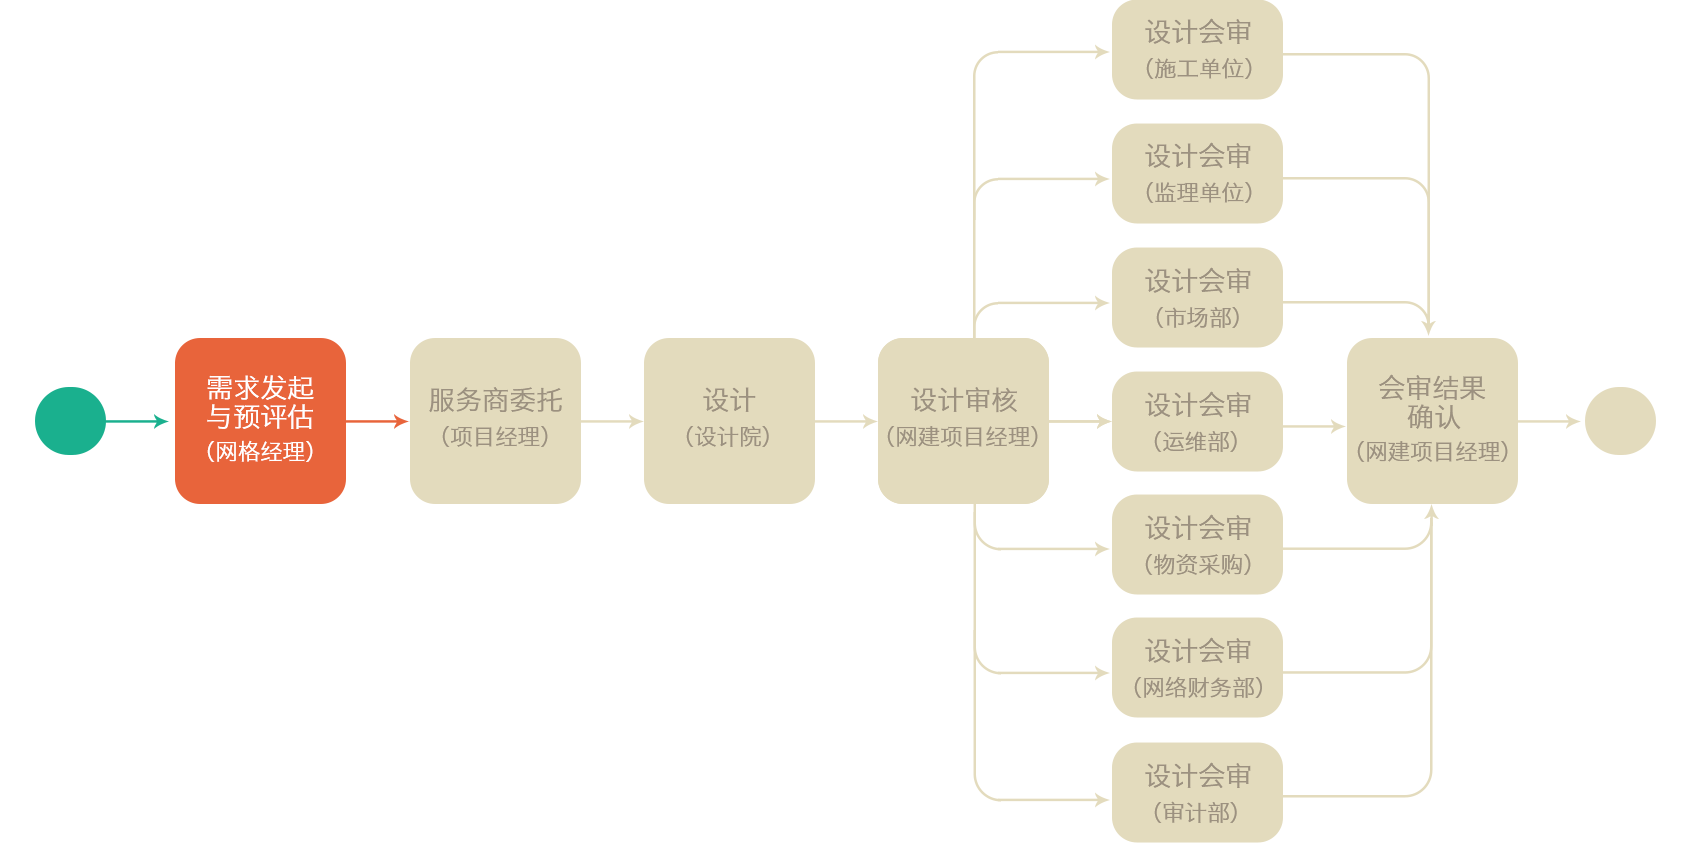 需求发起
与预评估
（网格经理）
服务商委托
（项目经理）
设计
（设计院）
设计审核
（网建项目经理）
设计会审
（施工单位）
设计会审
（监理单位）
设计会审
（市场部）
设计会审
（运维部）
设计会审
（物资采购）
设计会审
（网络财务部）
设计会审
（审计部）
会审结果
确认
（网建项目经理）